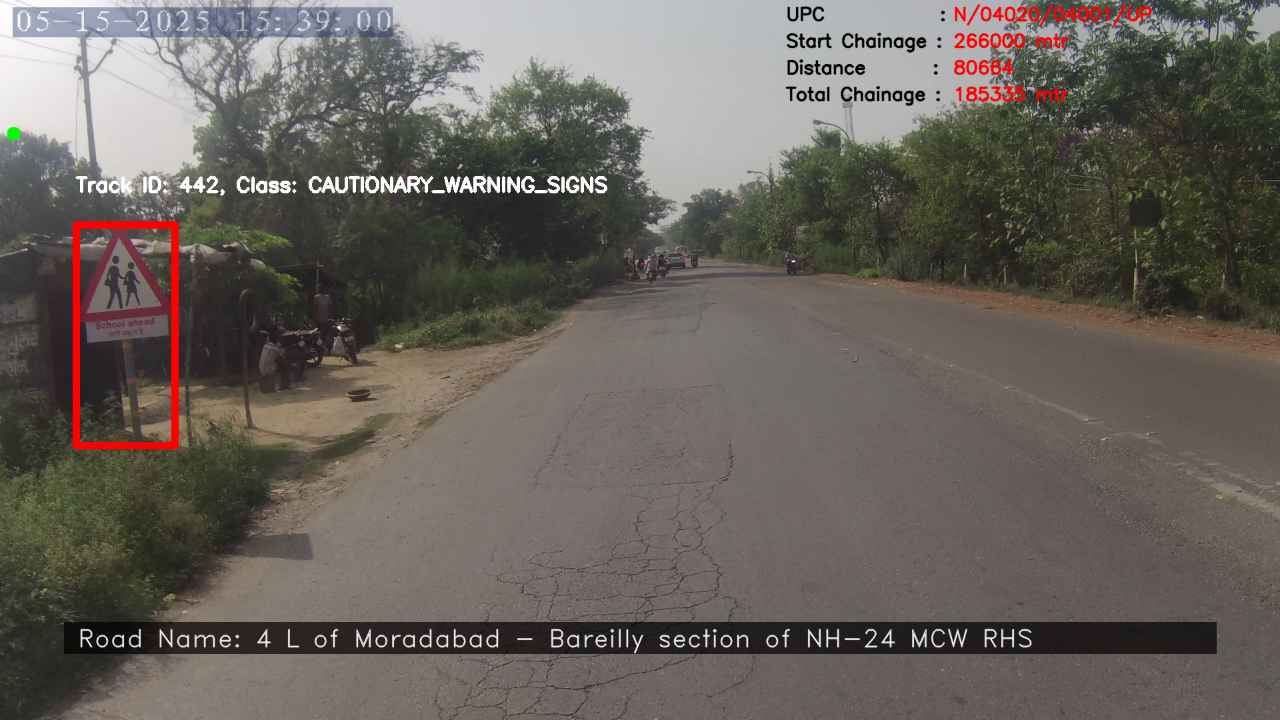 05-15-2025 15:39:00
UPC : N/04020/04001/UP
Start Chainage : 266000 mtr
Distance : 80664
Total Chainage : 185335 mtr
Track ID: 442, Class: CAUTIONARY_WARNING_SIGNS
School ahead
Road Name: 4 L of Moradabad - Bareilly section of NH-24 MCW RHS